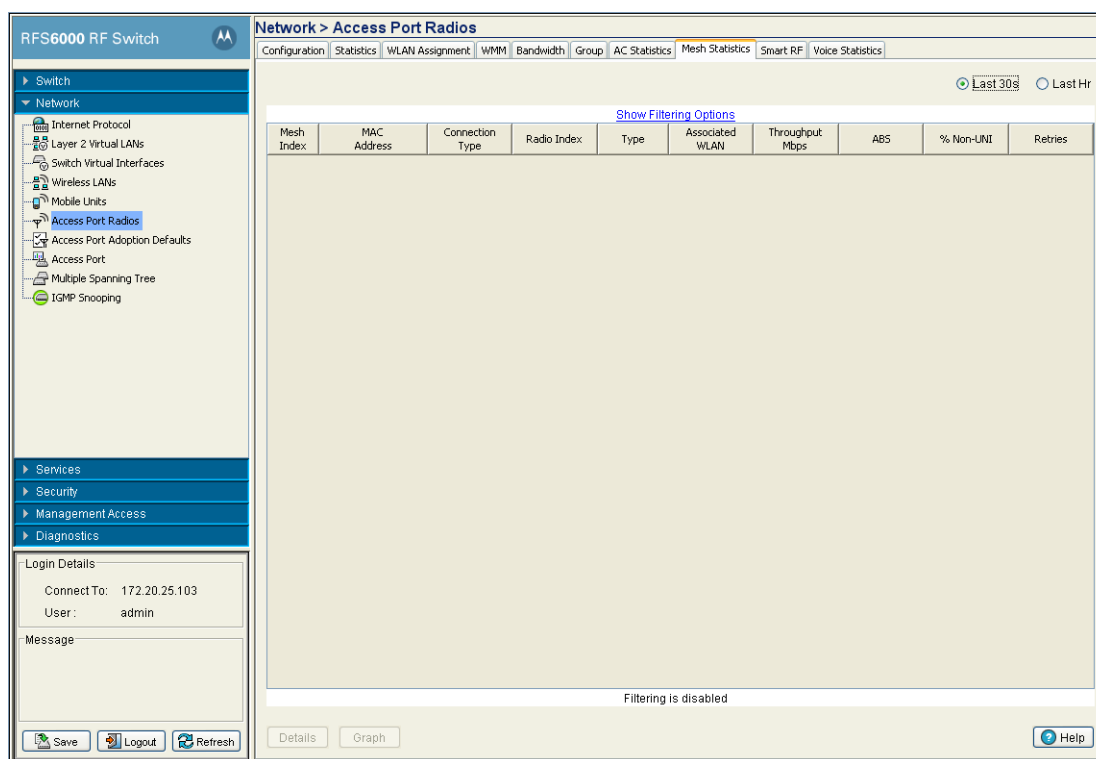 RFS6000 RF Switch
Network > Access Port Radios
Configuration Statistics WLAN Assignment WMM Bandwidth Group AC Statistics Mesh Statistics Smart RF Voice Statistics
Switch
Network
Internet Protocol
Layer 2 Virtual LANs
Switch Virtual Interfaces
Wireless LANs
Mobile Units
Access Port Radios
Access Port Adoption Defaults
Access Port
Multiple Spanning Tree
IGMP Snooping
Services
Security
Management Access
Diagnostics
Login Details
Connect To: 172.20.25.103
User : admin
Message
Save Logout Refresh
Last 30s Last Hr
Show Filtering Options
Mesh Index MAC Address Connection Type Radio Index Type Associated WLAN Throughput Mbps ABS % Non-UNI Retries
Filtering is disabled
Details Graph Help